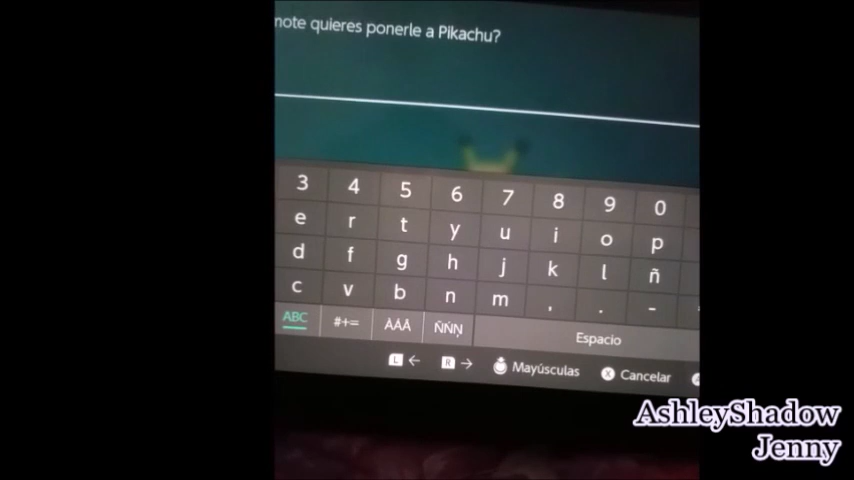 note quieres ponerle a Pikachu?
3 4 5 6 7 8 9 0
e r t y u i o p
d f g h j k l ñ
c v b n m , . -
ABC #+= ÀÁÂ ÑŃŅ Espacio
L ← R → Mayúsculas X Cancelar
AshleyShadow
Jenny